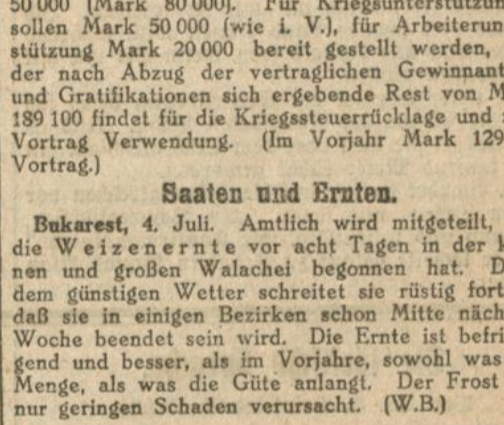 50 000 (Mark 80 000). Für Kriegsunterstützun
sollen Mark 50 000 (wie i. V.), für Arbeiterun
stützung Mark 20 000 bereit gestellt werden,
der nach Abzug der vertraglichen Gewinnant
und Gratifikationen sich ergebende Rest von M
189 100 findet für die Kriegssteuerrücklage und
Vortrag Verwendung. (Im Vorjahr Mark 129
Vortrag.)
Saaten und Ernten.
Bukarest, 4. Juli. Amtlich wird mitgeteilt,
die Weizenernte vor acht Tagen in der k
nen und großen Walachei begonnen hat. D
dem günstigen Wetter schreitet sie rüstig fort
daß sie in einigen Bezirken schon Mitte näch
Woche beendet sein wird. Die Ernte ist befri
gend und besser, als im Vorjahre, sowohl was
Menge, als was die Güte anlangt. Der Frost
nur geringen Schaden verursacht. (W.B.)